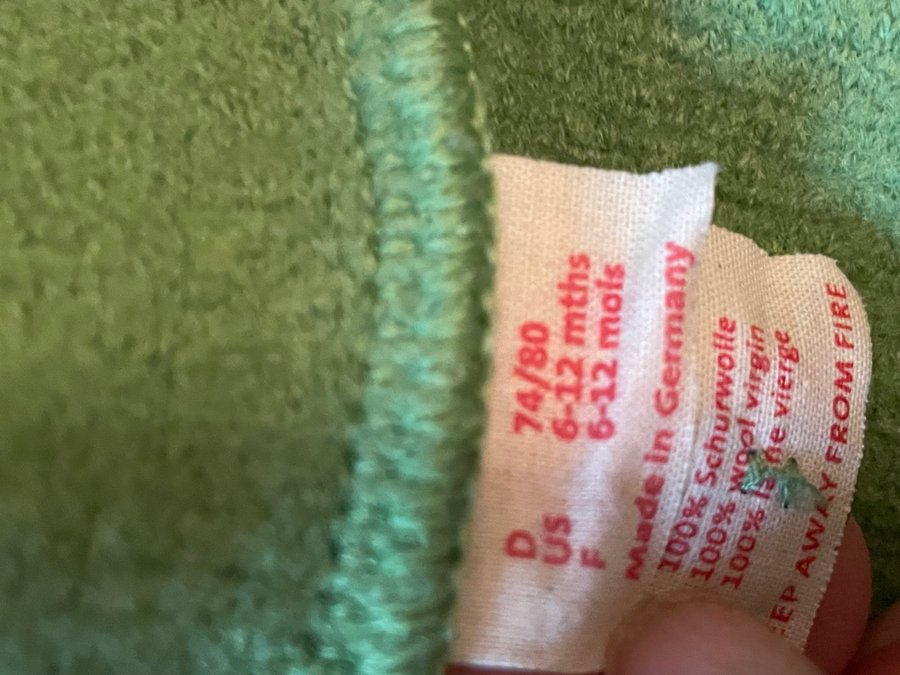 D 74/80
US 6-12 mths
F 6-12 mois
Made in Germany
100% Schurwolle
100% wool virgin
100% vierge
AWAY FROM FIRE